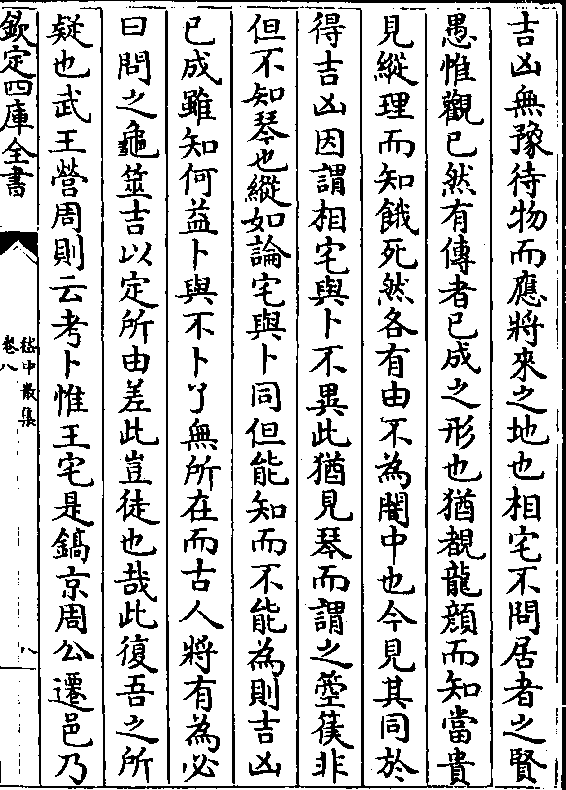 吉凶無豫待物而應將來之地也相宅不問居者之賢
愚惟觀已然有傳者已成之形也猶覩龍顔而知當貴
見縱理而知餓死然各有由不為闇中也今見其同於
得吉凶因謂相宅與卜不異此猶見琴而謂之箜篌非
但不知琴也縱如論宅與卜同但能知而不能為則吉凶
已成雖知何益卜與不卜了無所在而古人將有為必
曰問之龜筮吉以定所由差此豈徒也哉此復吾之所
疑也武王營周則云考卜惟王宅是鎬京周公遷邑乃
欽定四庫全書
嵇中散集
卷八
八